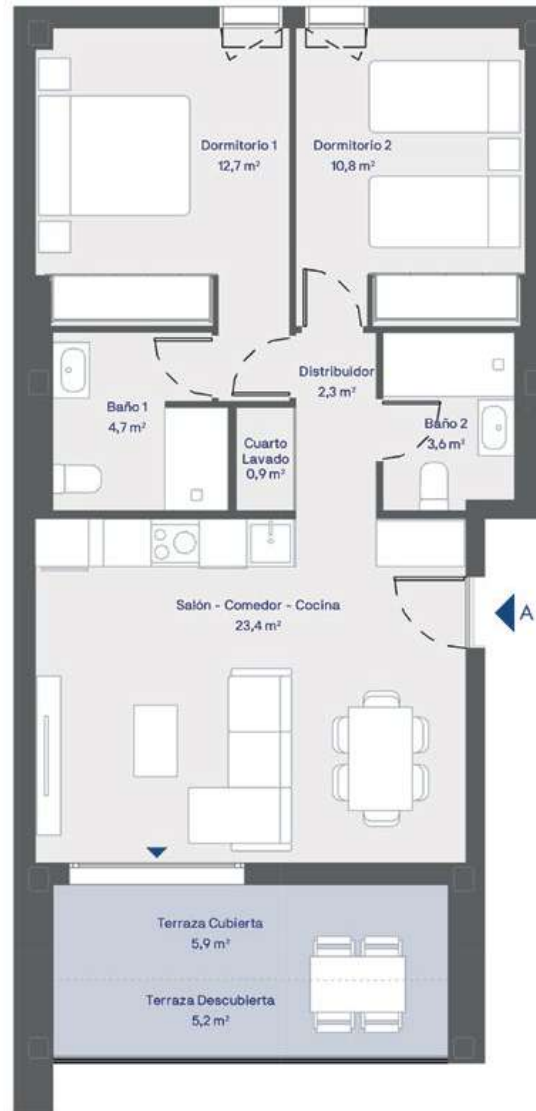 Dormitorio 1
12,7 m²
Dormitorio 2
10,8 m²
Distribuidor
2,3 m²
Baño 1
4,7 m²
Baño 2
3,6 m²
Cuarto
Lavado
0,9 m²
Salón - Comedor - Cocina
23,4 m²
A
Terraza Cubierta
5,9 m²
Terraza Descubierta
5,2 m²